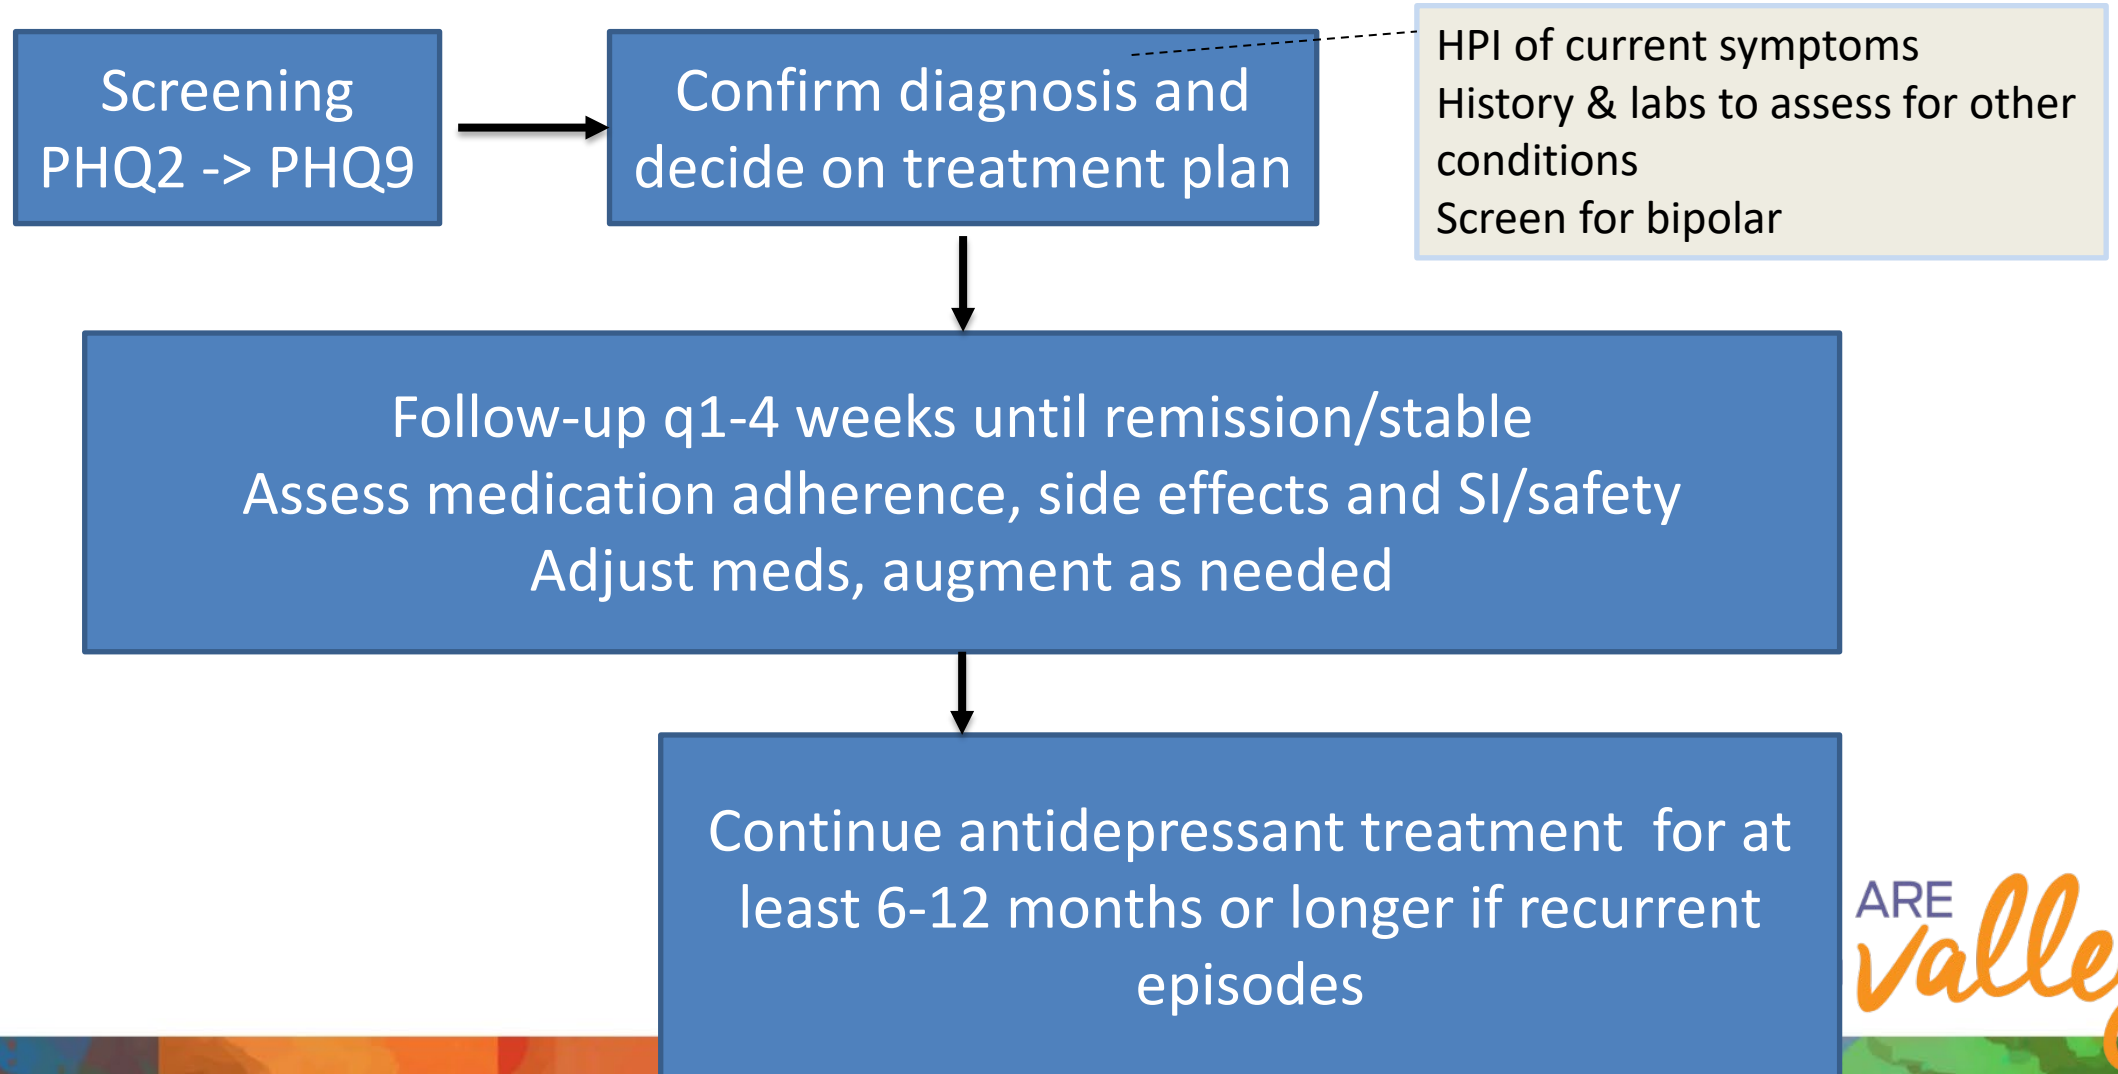 Screening
PHQ2 -> PHQ9
Confirm diagnosis and
decide on treatment plan
HPI of current symptoms
History & labs to assess for other
conditions
Screen for bipolar
Follow-up q1-4 weeks until remission/stable
Assess medication adherence, side effects and SI/safety
Adjust meds, augment as needed
Continue antidepressant treatment  for at
least 6-12 months or longer if recurrent
episodes
ARE
valle